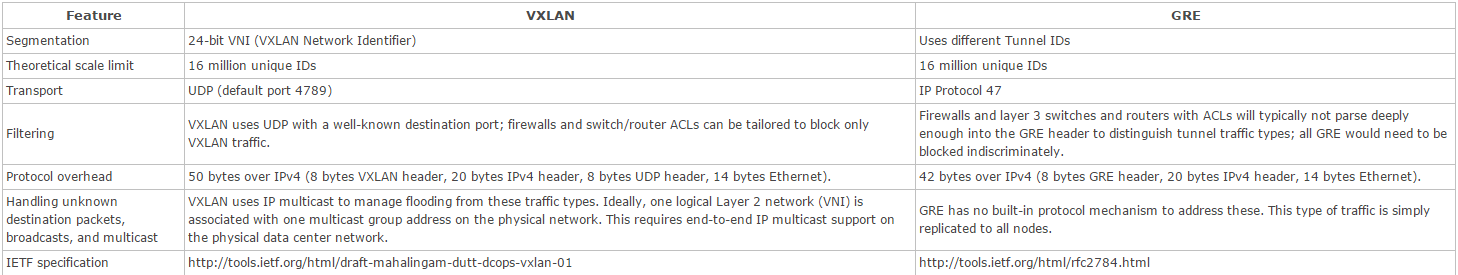 Feature VXLAN GRE
Segmentation 24-bit VNI (VXLAN Network Identifier) Uses different Tunnel IDs
Theoretical scale limit 16 million unique IDs 16 million unique IDs
Transport UDP (default port 4789) IP Protocol 47
Filtering
VXLAN uses UDP with a well-known destination port; firewalls and switch/router ACLs can be tailored to block only
VXLAN traffic.
Firewalls and layer 3 switches and routers with ACLs will typically not parse deeply
enough into the GRE header to distinguish tunnel traffic types; all GRE would need to be
blocked indiscriminately.
Protocol overhead 50 bytes over IPv4 (8 bytes VXLAN header, 20 bytes IPv4 header, 8 bytes UDP header, 14 bytes Ethernet). 42 bytes over IPv4 (8 bytes GRE header, 20 bytes IPv4 header, 14 bytes Ethernet).
Handling unknown
destination packets,
broadcasts, and multicast
VXLAN uses IP multicast to manage flooding from these traffic types. Ideally, one logical Layer 2 network (VNI) is
associated with one multicast group address on the physical network. This requires end-to-end IP multicast support on
the physical data center network.
GRE has no built-in protocol mechanism to address these. This type of traffic is simply
replicated to all nodes.
IETF specification http://tools.ietf.org/html/draft-mahalingam-dutt-dcops-vxlan-01 http://tools.ietf.org/html/rfc2784.html